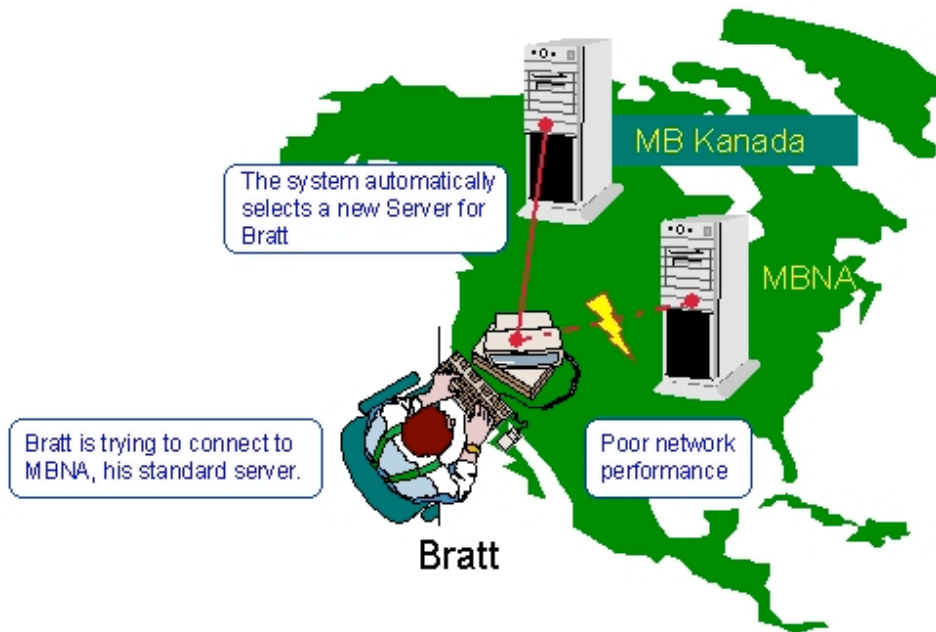 MB Kanada
The system automatically
selects a new Server for
Bratt
MBNA
Bratt is trying to connect to
MBNA, his standard server.
Poor network
performance
Bratt